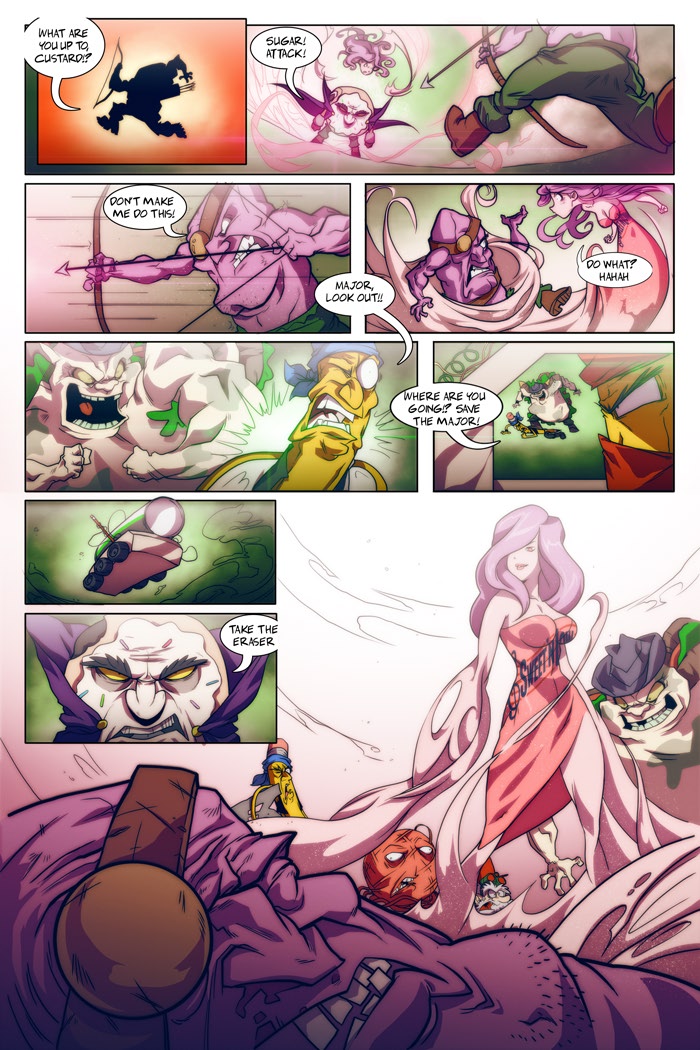 WHAT ARE
YOU UP TO,
CUSTARD!?
SUGAR!
ATTACK!
DON'T MAKE
ME DO THIS!
DO WHAT?
HAHAH
MAJOR,
LOOK OUT!!
WHERE ARE YOU
GOING!? SAVE
THE MAJOR!
TAKE THE
ERASER